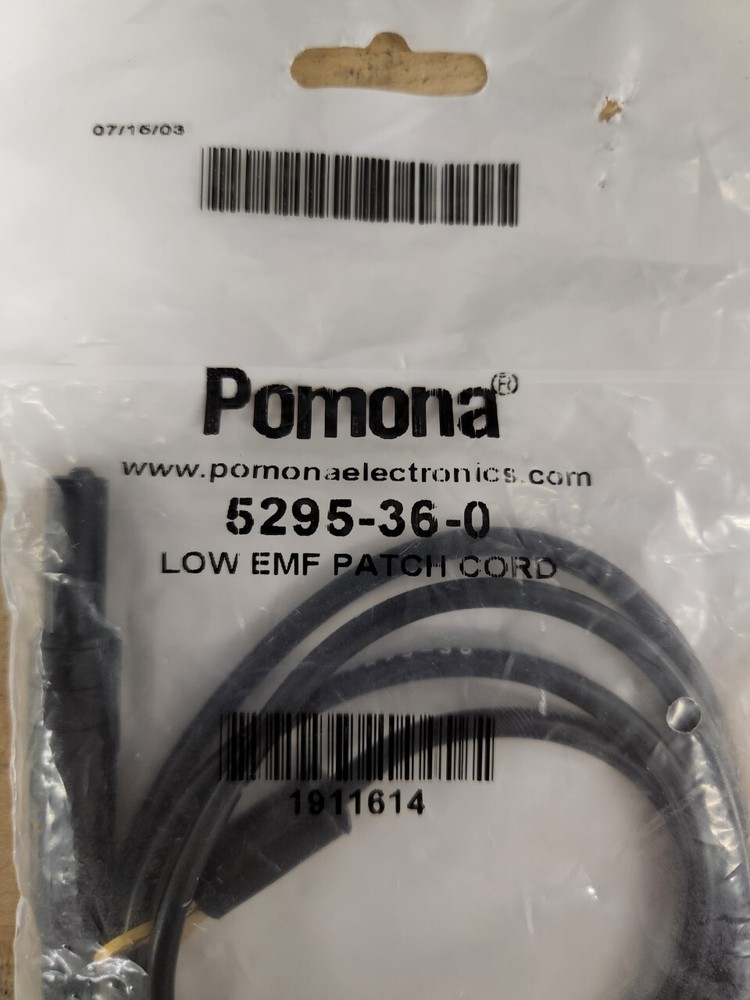 07/16/03
Pomona®
www.pomonaelectronics.com
5295-36-0
LOW EMF PATCH CORD
1911614